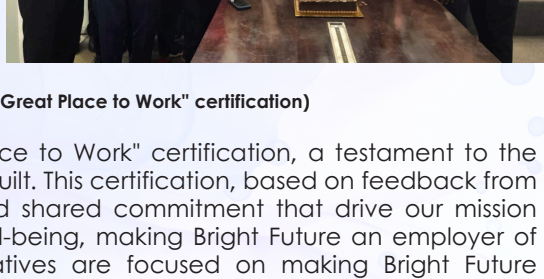 Great Place to Work" certification)
ce to Work" certification, a testament to the
uilt. This certification, based on feedback from
d shared commitment that drive our mission
l-being, making Bright Future an employer of
atives are focused on making Bright Future